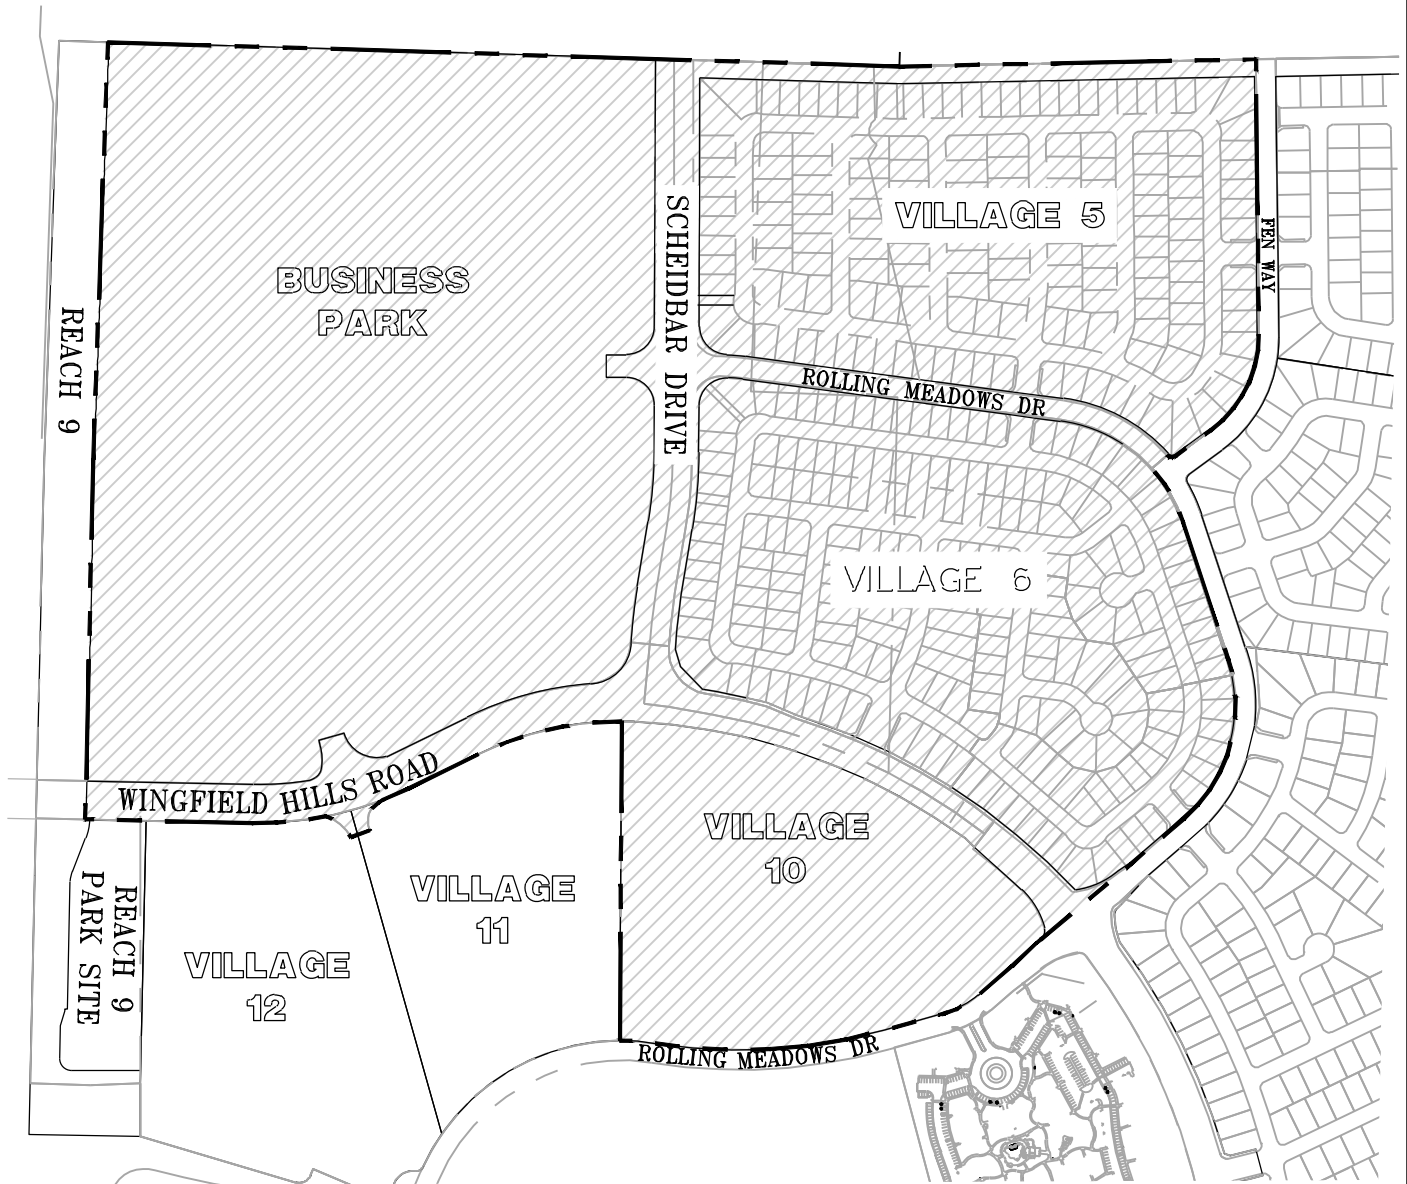 VILLAGE 5
SCHEIDBAR DRIVE
FEN WAY
BUSINESS
PARK
REACH 9
ROLLING MEADOWS DR
VILLAGE 6
WINGFIELD HILLS ROAD
VILLAGE
10
VILLAGE
11
REACH 9
PARK SITE
VILLAGE
12
ROLLING MEADOWS DR